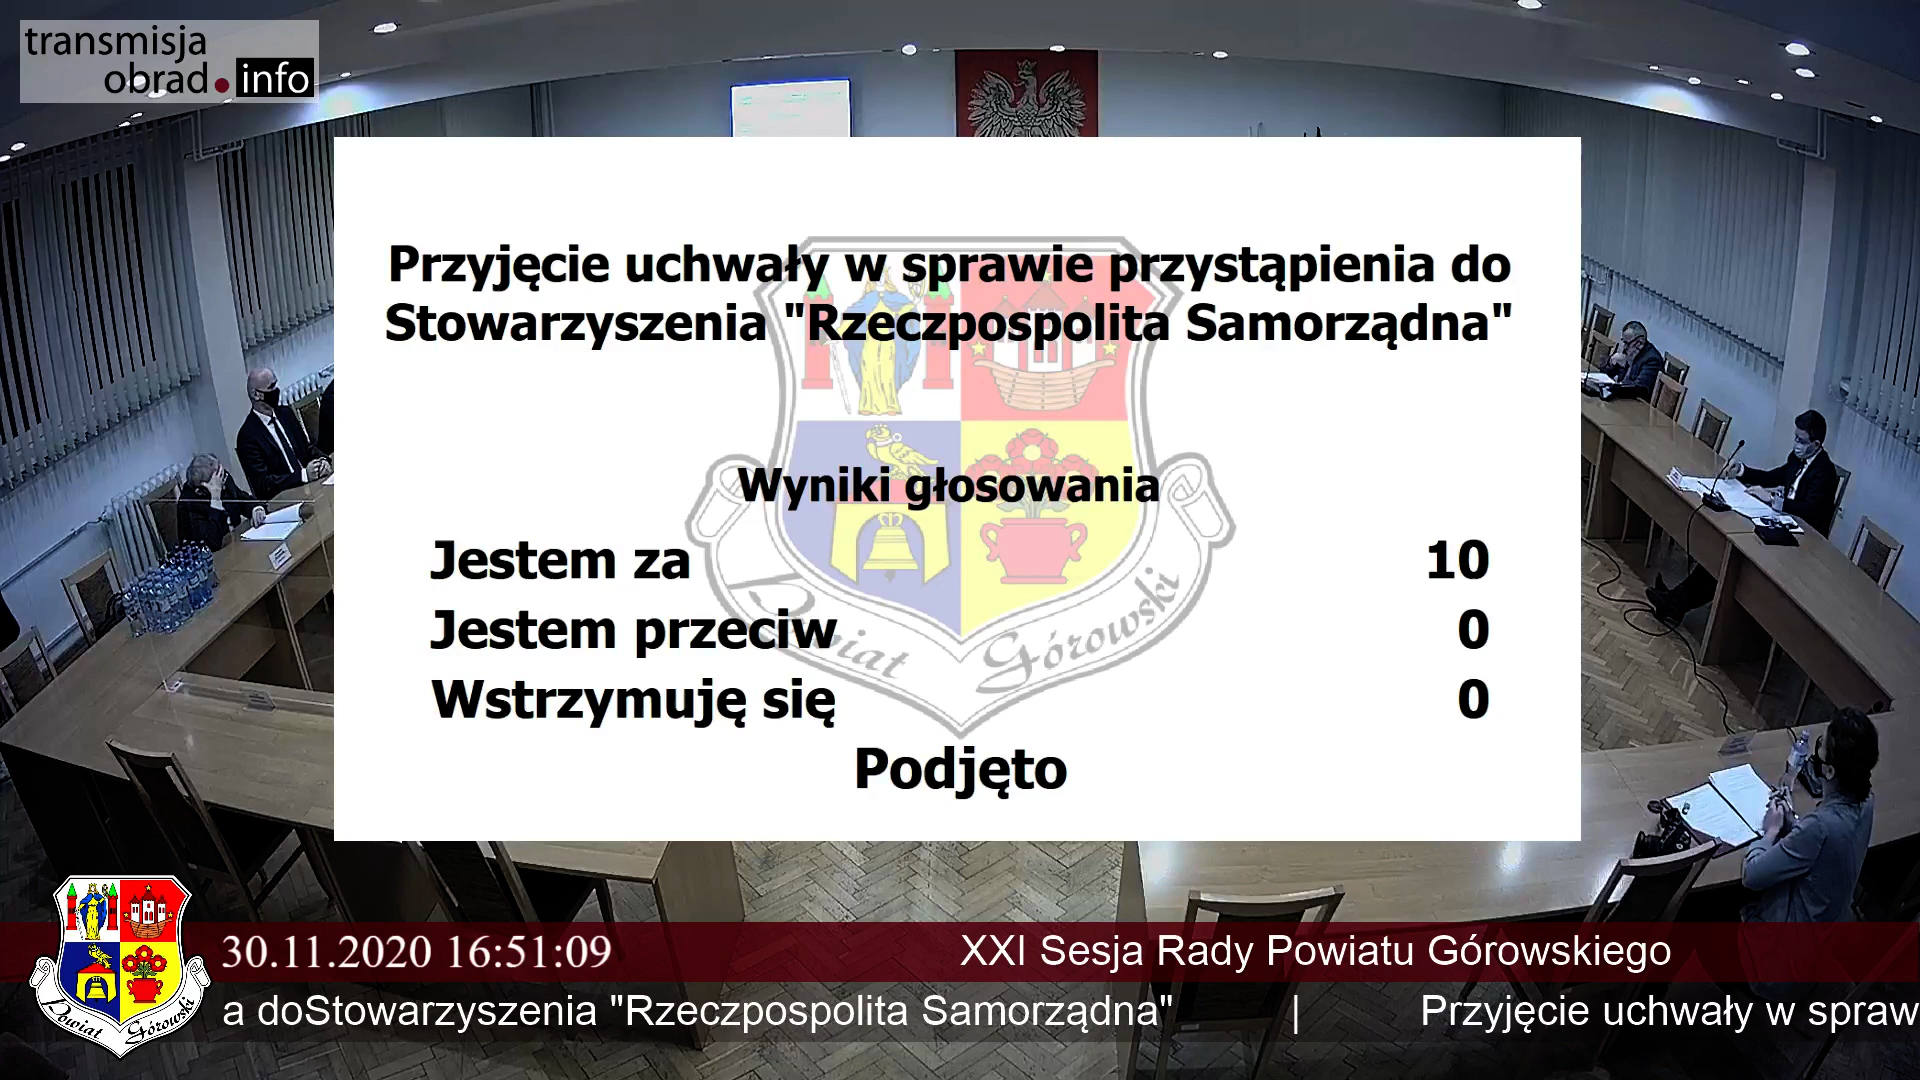 transmisja
obrad.info
Przyjęcie uchwały w sprawie przystąpienia do
Stowarzyszenia "Rzeczpospolita Samorządna"
Wyniki głosowania
Jestem za 10
Jestem przeciw 0
Wstrzymuję się 0
Podjęto
Powiat Górowski
30.11.2020 16:51:09 XXI Sesja Rady Powiatu Górowskiego
Powiat Górowski
a doStowarzyszenia "Rzeczpospolita Samorządna" | Przyjęcie uchwały w spraw